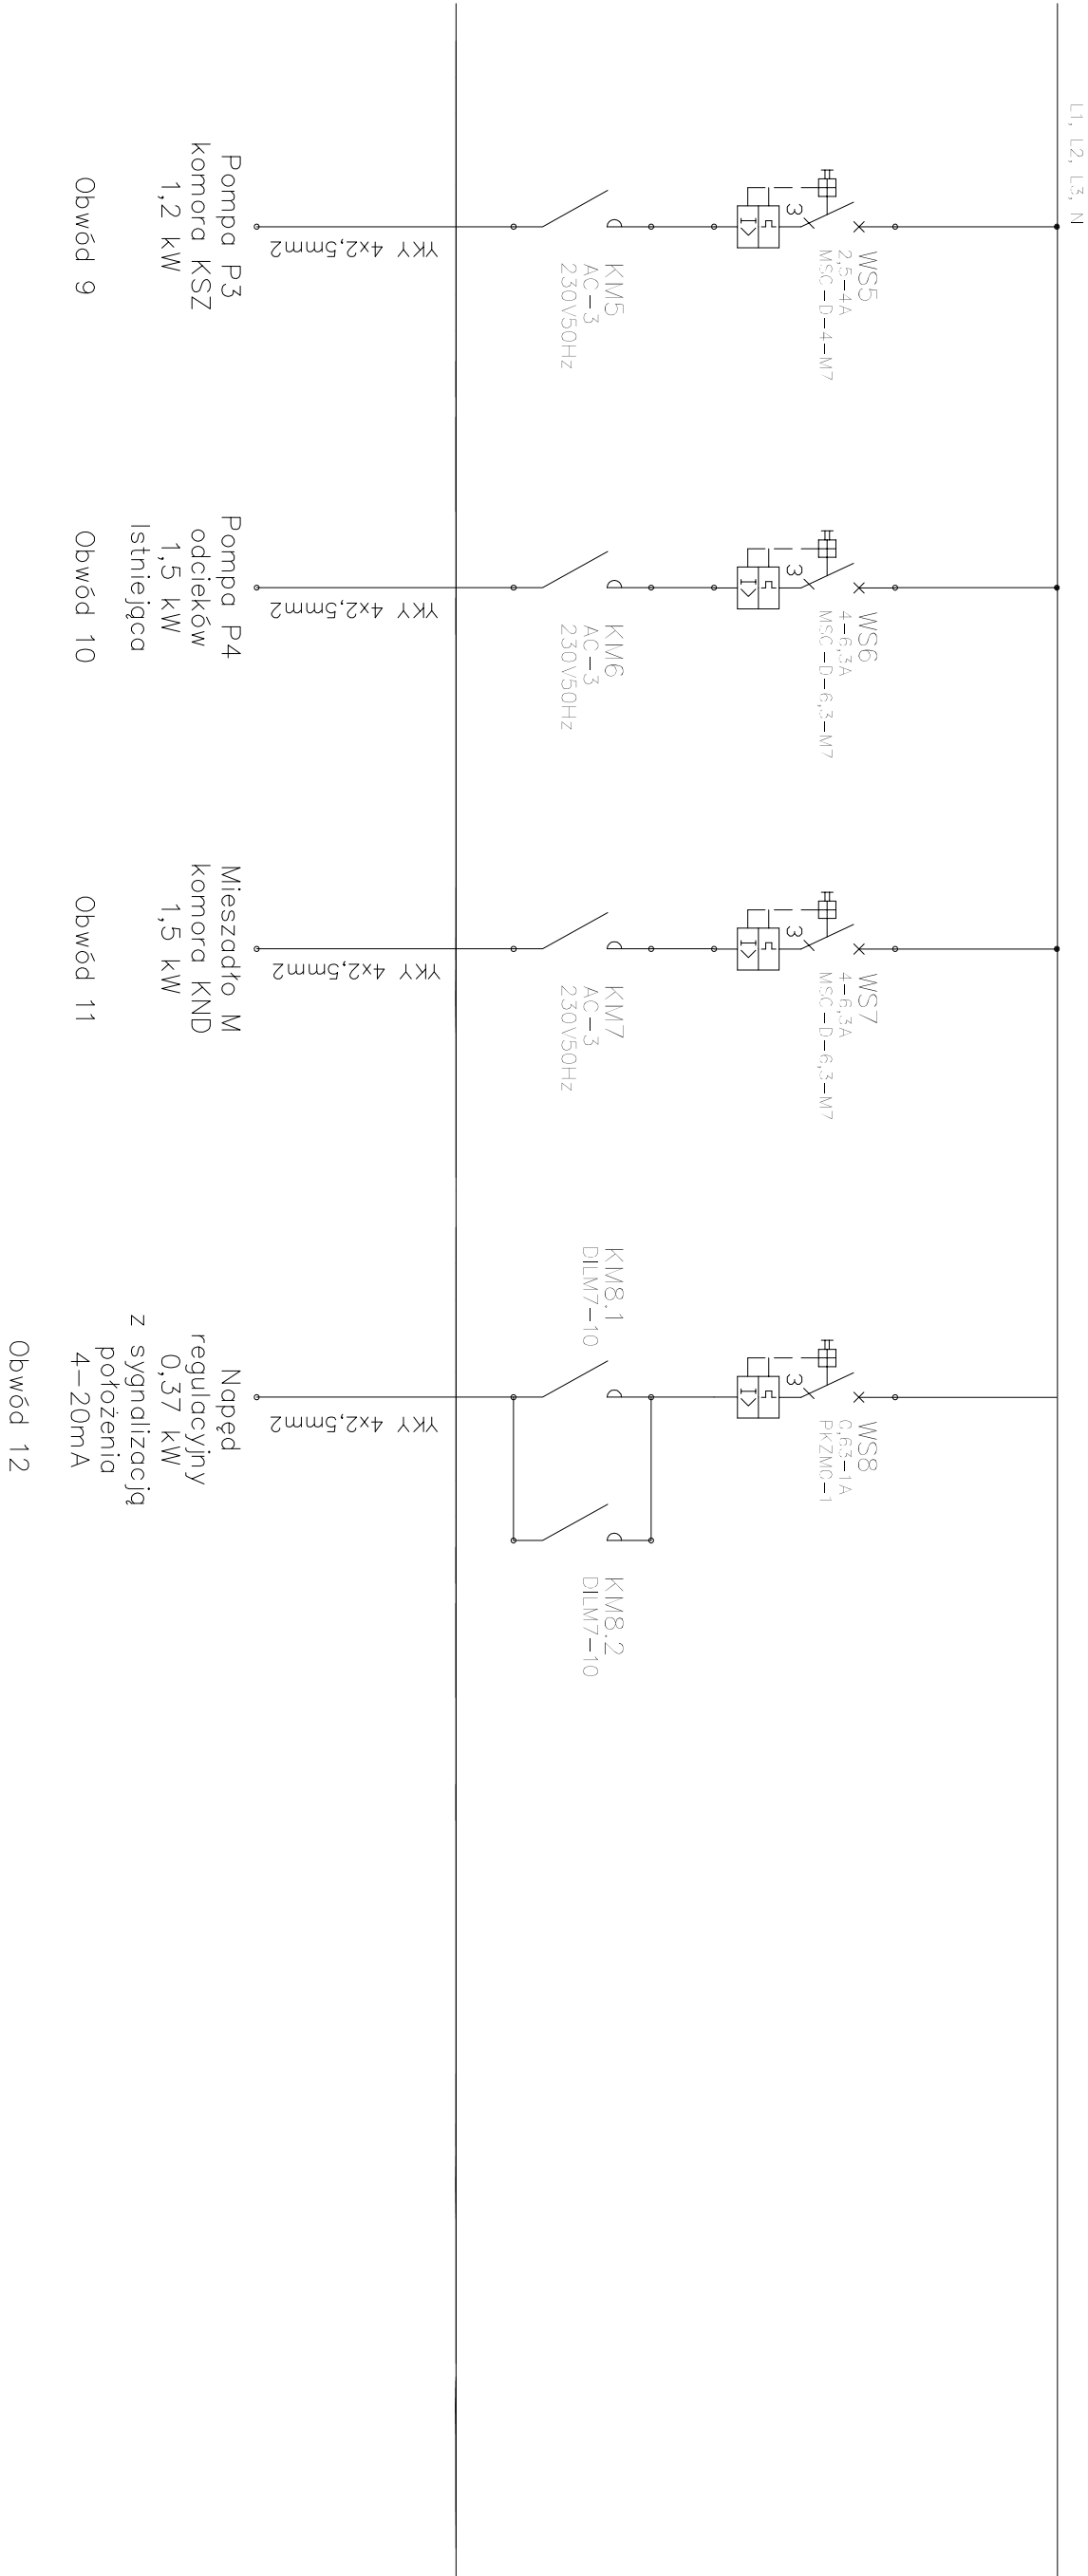 L1, L2, L3, N
WS5
2,5-4A
MSC-D-4-M7
3
KM5
AC-3
230V50Hz
YKY 4x2,5mm2
Pompa P3
komora KSZ
1,2 kW
Obwód 9
WS6
4-6,3A
MSC-D-6,3-M7
3
KM6
AC-3
230V50Hz
YKY 4x2,5mm2
Pompa P4
odcieków
1,5 kW
Istniejąca
Obwód 10
WS7
4-6,3A
MSC-D-6,3-M7
3
KM7
AC-3
230V50Hz
YKY 4x2,5mm2
Mieszadło M
komora KND
1,5 kW
Obwód 11
WS8
0,63-1A
PKZMC-1
3
KM8.1
DILM7-10
KM8.2
DILM7-10
YKY 4x2,5mm2
Napęd
regulacyjny
0,37 kW
z sygnalizacją
położenia
4-20mA
Obwód 12